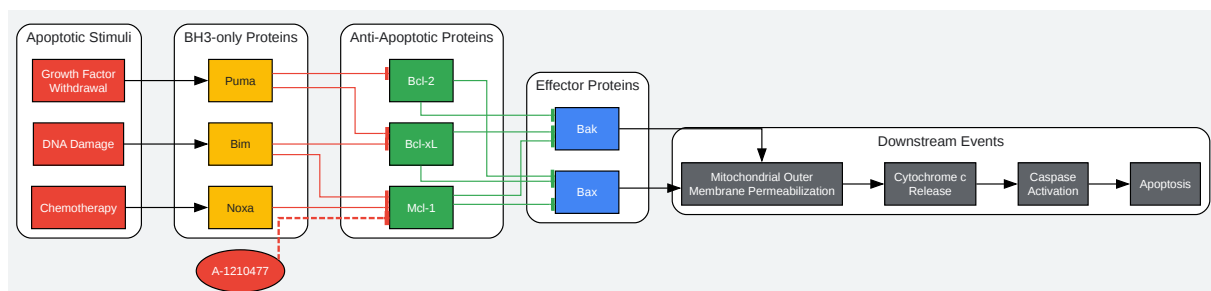 Apoptotic Stimuli
Growth Factor
Withdrawal
DNA Damage
Chemotherapy
BH3-only Proteins
Puma
Bim
Noxa
A-1210477
Anti-Apoptotic Proteins
Bcl-2
Bcl-xL
Mcl-1
Effector Proteins
Bak
Bax
Downstream Events
Mitochondrial Outer
Membrane Permeabilization
Cytochrome c
Release
Caspase
Activation
Apoptosis